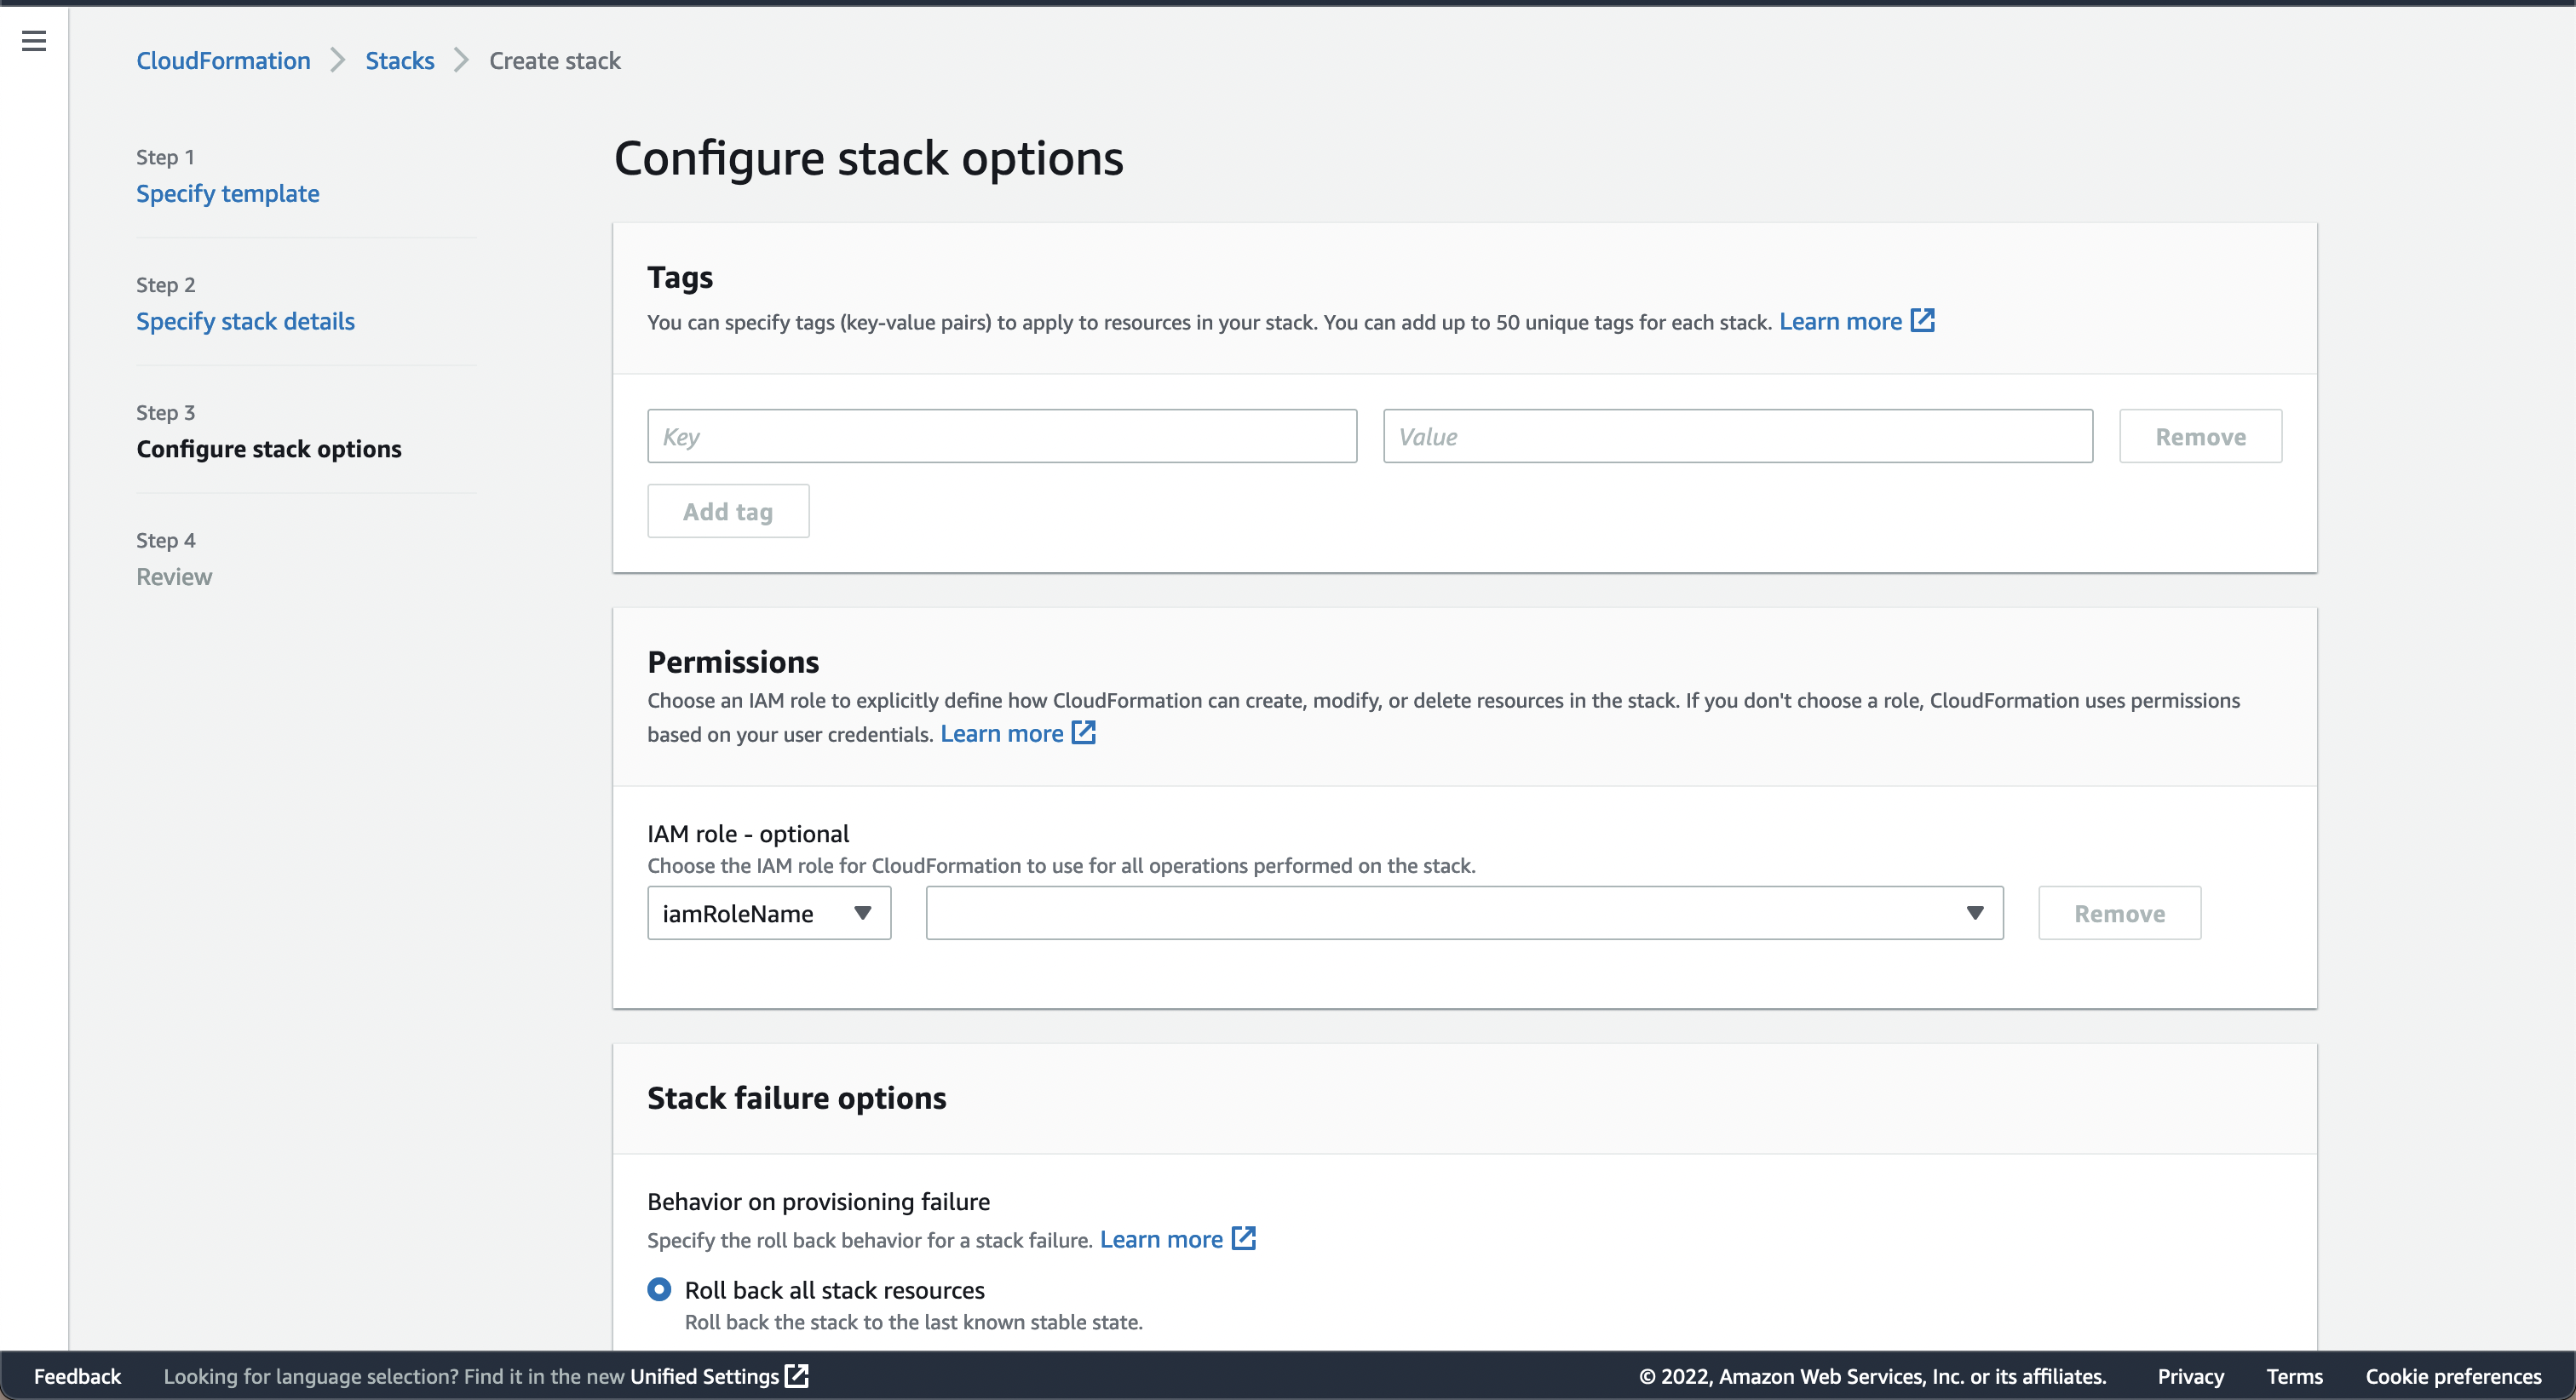 CloudFormation > Stacks > Create stack
Step 1
Specify template
Step 2
Specify stack details
Step 3
Configure stack options
Step 4
Review
Configure stack options
Tags
You can specify tags (key-value pairs) to apply to resources in your stack. You can add up to 50 unique tags for each stack. Learn more
Key Value Remove
Add tag
Permissions
Choose an IAM role to explicitly define how CloudFormation can create, modify, or delete resources in the stack. If you don't choose a role, CloudFormation uses permissions
based on your user credentials. Learn more
IAM role - optional
Choose the IAM role for CloudFormation to use for all operations performed on the stack.
iamRoleName Remove
Stack failure options
Behavior on provisioning failure
Specify the roll back behavior for a stack failure. Learn more
Roll back all stack resources
Roll back the stack to the last known stable state.
Feedback Looking for language selection? Find it in the new Unified Settings © 2022, Amazon Web Services, Inc. or its affiliates. Privacy Terms Cookie preferences